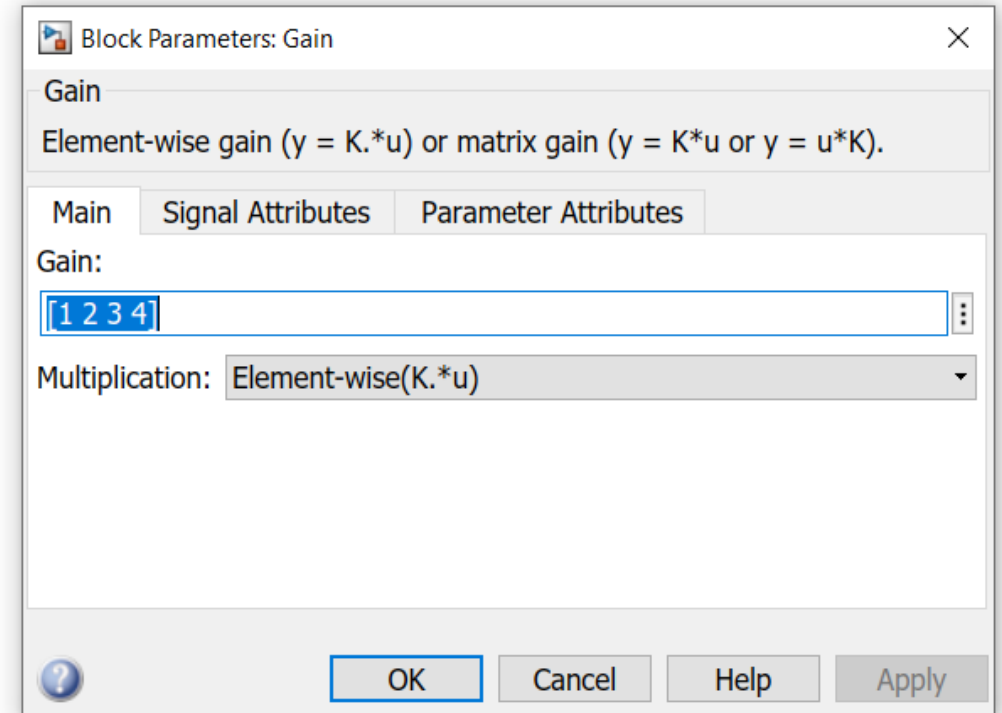 Block Parameters: Gain
Gain
Element-wise gain (y = K.*u) or matrix gain (y = K*u or y = u*K).
Main Signal Attributes Parameter Attributes
Gain:
[1 2 3 4]
Multiplication: Element-wise(K.*u)
? OK Cancel Help Apply